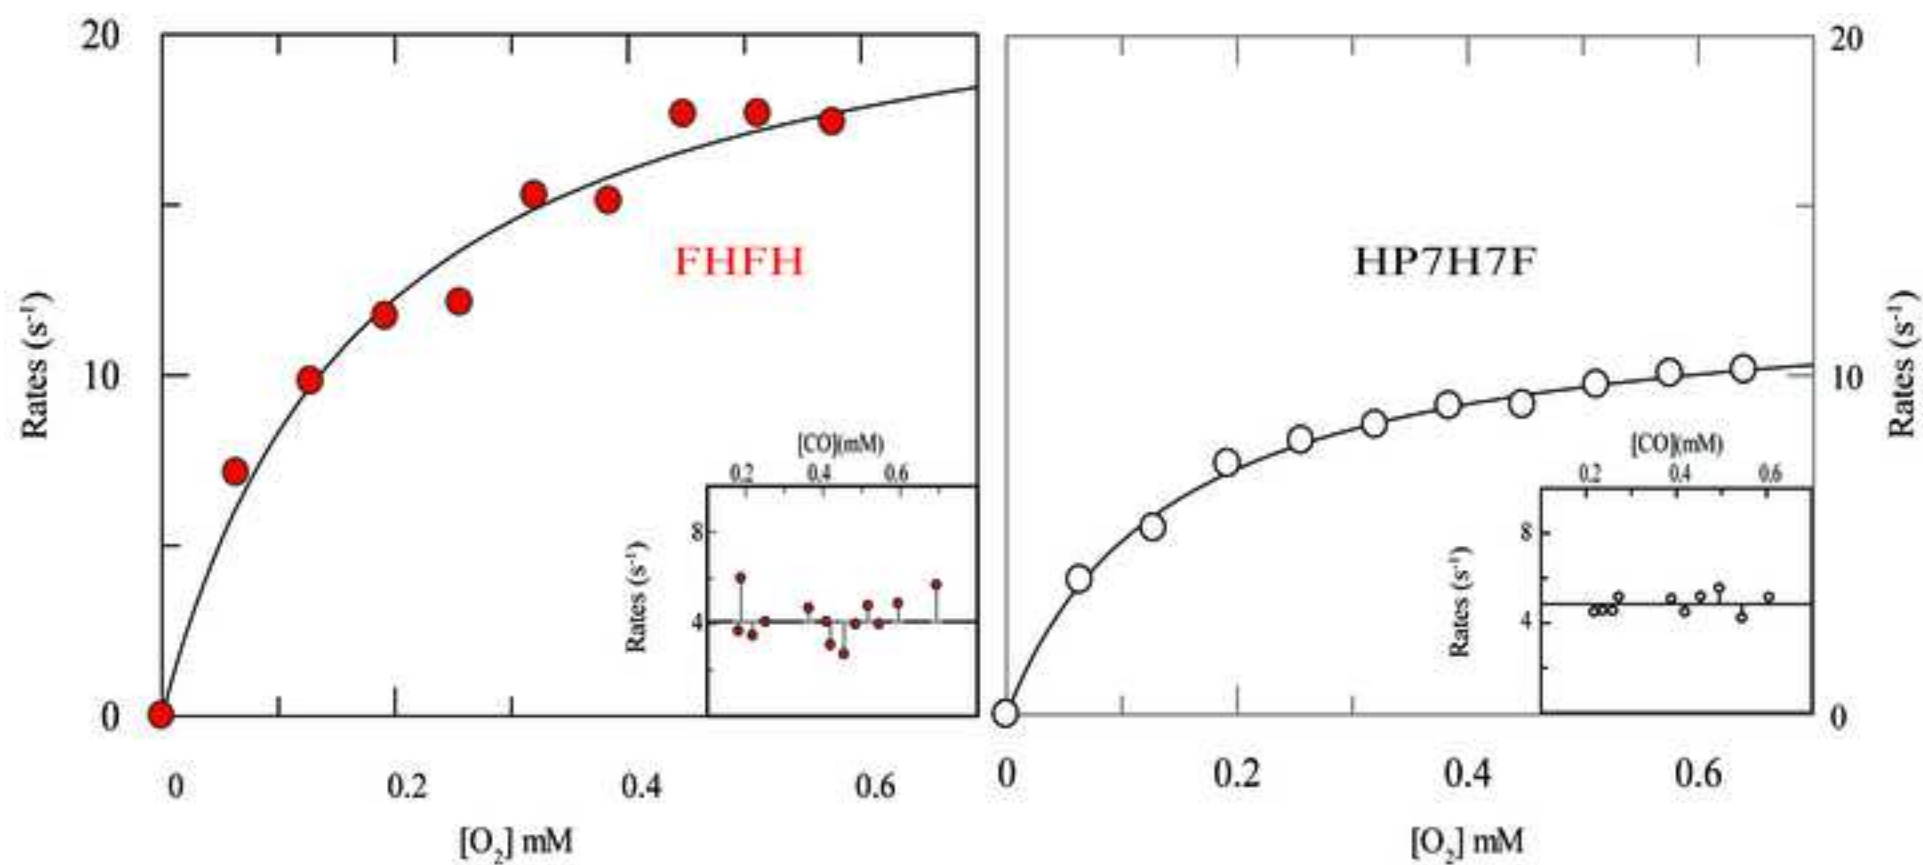 20
10
0
Rates (s⁻¹)
FHFH
[CO](mM)
0.2 0.4 0.6
8
4
Rates (s⁻¹)
0 0.2 0.4 0.6
[O₂] mM
20
10
0
Rates (s⁻¹)
HP7H7F
[CO](mM)
0.2 0.4 0.6
8
4
Rates (s⁻¹)
0 0.2 0.4 0.6
[O₂] mM